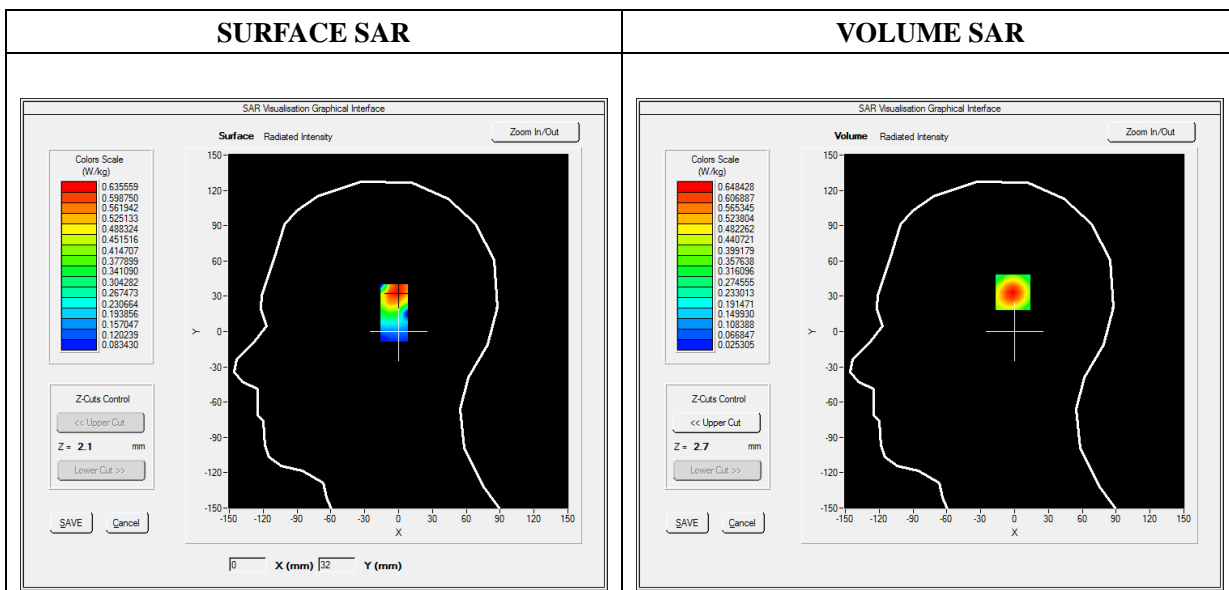 SURFACE SAR
SAR Visualisation Graphical Interface
Surface Radiated Intensity
Zoom In/Out
Colors Scale
(W/kg)
0.635559
0.598750
0.561942
0.525133
0.488324
0.451516
0.414707
0.377899
0.341090
0.304282
0.267473
0.230664
0.193856
0.157047
0.120239
0.083430
Z-Cuts Control
<< Upper Cut
Z = 2.1 mm
Lower Cut >>
SAVE Cancel
150
120
90
60
30
0
-30
-60
-90
-120
-150
Y
-150 -120 -90 -60 -30 0 30 60 90 120 150
X
0 X (mm) 32 Y (mm)
VOLUME SAR
SAR Visualisation Graphical Interface
Volume Radiated Intensity
Zoom In/Out
Colors Scale
(W/kg)
0.648428
0.606887
0.565345
0.523804
0.482262
0.440721
0.399179
0.357638
0.316096
0.274555
0.233013
0.191471
0.149930
0.108388
0.066847
0.025305
Z-Cuts Control
<< Upper Cut
Z = 2.7 mm
Lower Cut >>
SAVE Cancel
150
120
90
60
30
0
-30
-60
-90
-120
-150
Y
-150 -120 -90 -60 -30 0 30 60 90 120 150
X